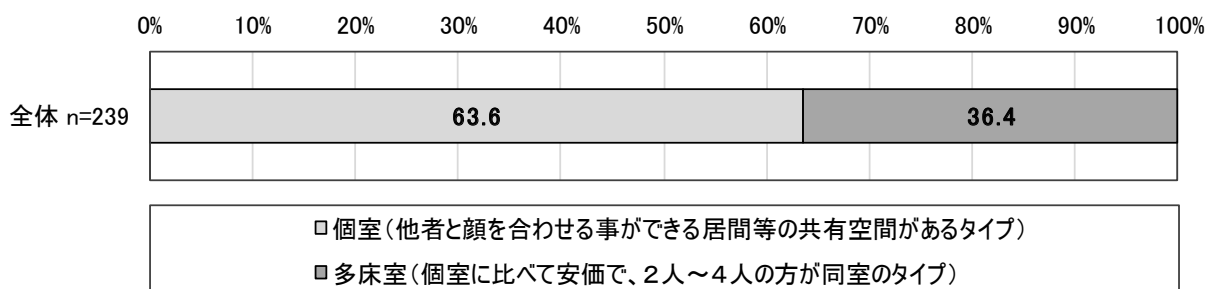 0% 10% 20% 30% 40% 50% 60% 70% 80% 90% 100%
全体 n=239 63.6 36.4
個室(他者と顔を合わせる事ができる居間等の共有空間があるタイプ)
多床室(個室に比べて安価で、2人～4人の方が同室のタイプ)